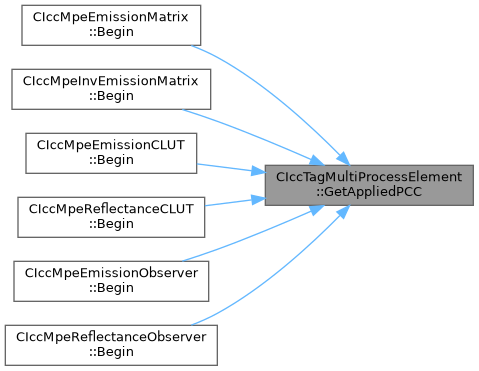 CIccMpeEmissionMatrix
::Begin
CIccMpeInvEmissionMatrix
::Begin
CIccMpeEmissionCLUT
::Begin
CIccTagMultiProcessElement
::GetAppliedPCC
CIccMpeReflectanceCLUT
::Begin
CIccMpeEmissionObserver
::Begin
CIccMpeReflectanceObserver
::Begin